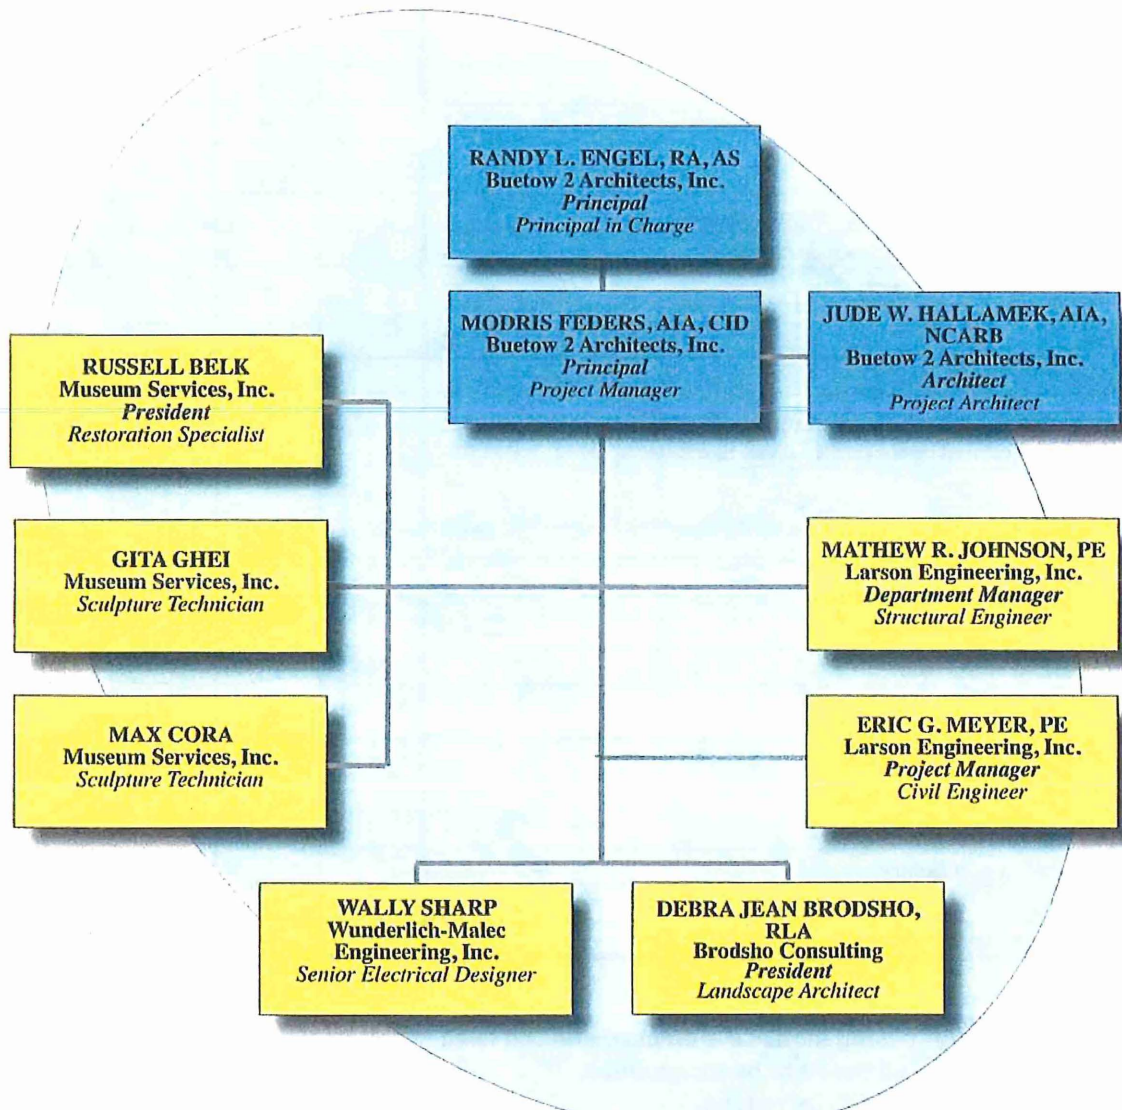 RANDY L. ENGEL, RA, AS
Buetow 2 Architects, Inc.
Principal
Principal in Charge
MODRIS FEDERS, AIA, CID
Buetow 2 Architects, Inc.
Principal
Project Manager
JUDE W. HALLAMEK, AIA,
NCARB
Buetow 2 Architects, Inc.
Architect
Project Architect
RUSSELL BELK
Museum Services, Inc.
President
Restoration Specialist
GITA GHEI
Museum Services, Inc.
Sculpture Technician
MATHEW R. JOHNSON, PE
Larson Engineering, Inc.
Department Manager
Structural Engineer
MAX CORA
Museum Services, Inc.
Sculpture Technician
ERIC G. MEYER, PE
Larson Engineering, Inc.
Project Manager
Civil Engineer
WALLY SHARP
Wunderlich-Malec
Engineering, Inc.
Senior Electrical Designer
DEBRA JEAN BRODSHO,
RLA
Brodsho Consulting
President
Landscape Architect